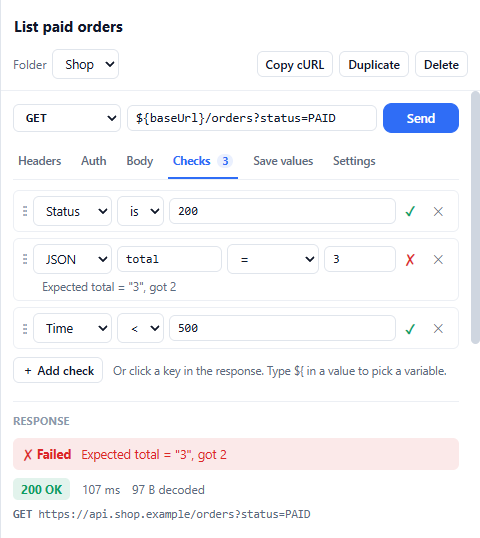 List paid orders
Folder Shop Copy cURL Duplicate Delete
GET ${baseUrl}/orders?status=PAID Send
Headers Auth Body Checks 3 Save values Settings
Status is 200 ✓ ×
JSON total = 3 ✗ ×
Expected total = "3", got 2
Time < 500 ✓ ×
+ Add check Or click a key in the response. Type ${ in a value to pick a variable.
RESPONSE
✗ Failed Expected total = "3", got 2
200 OK 107 ms 97 B decoded
GET https://api.shop.example/orders?status=PAID